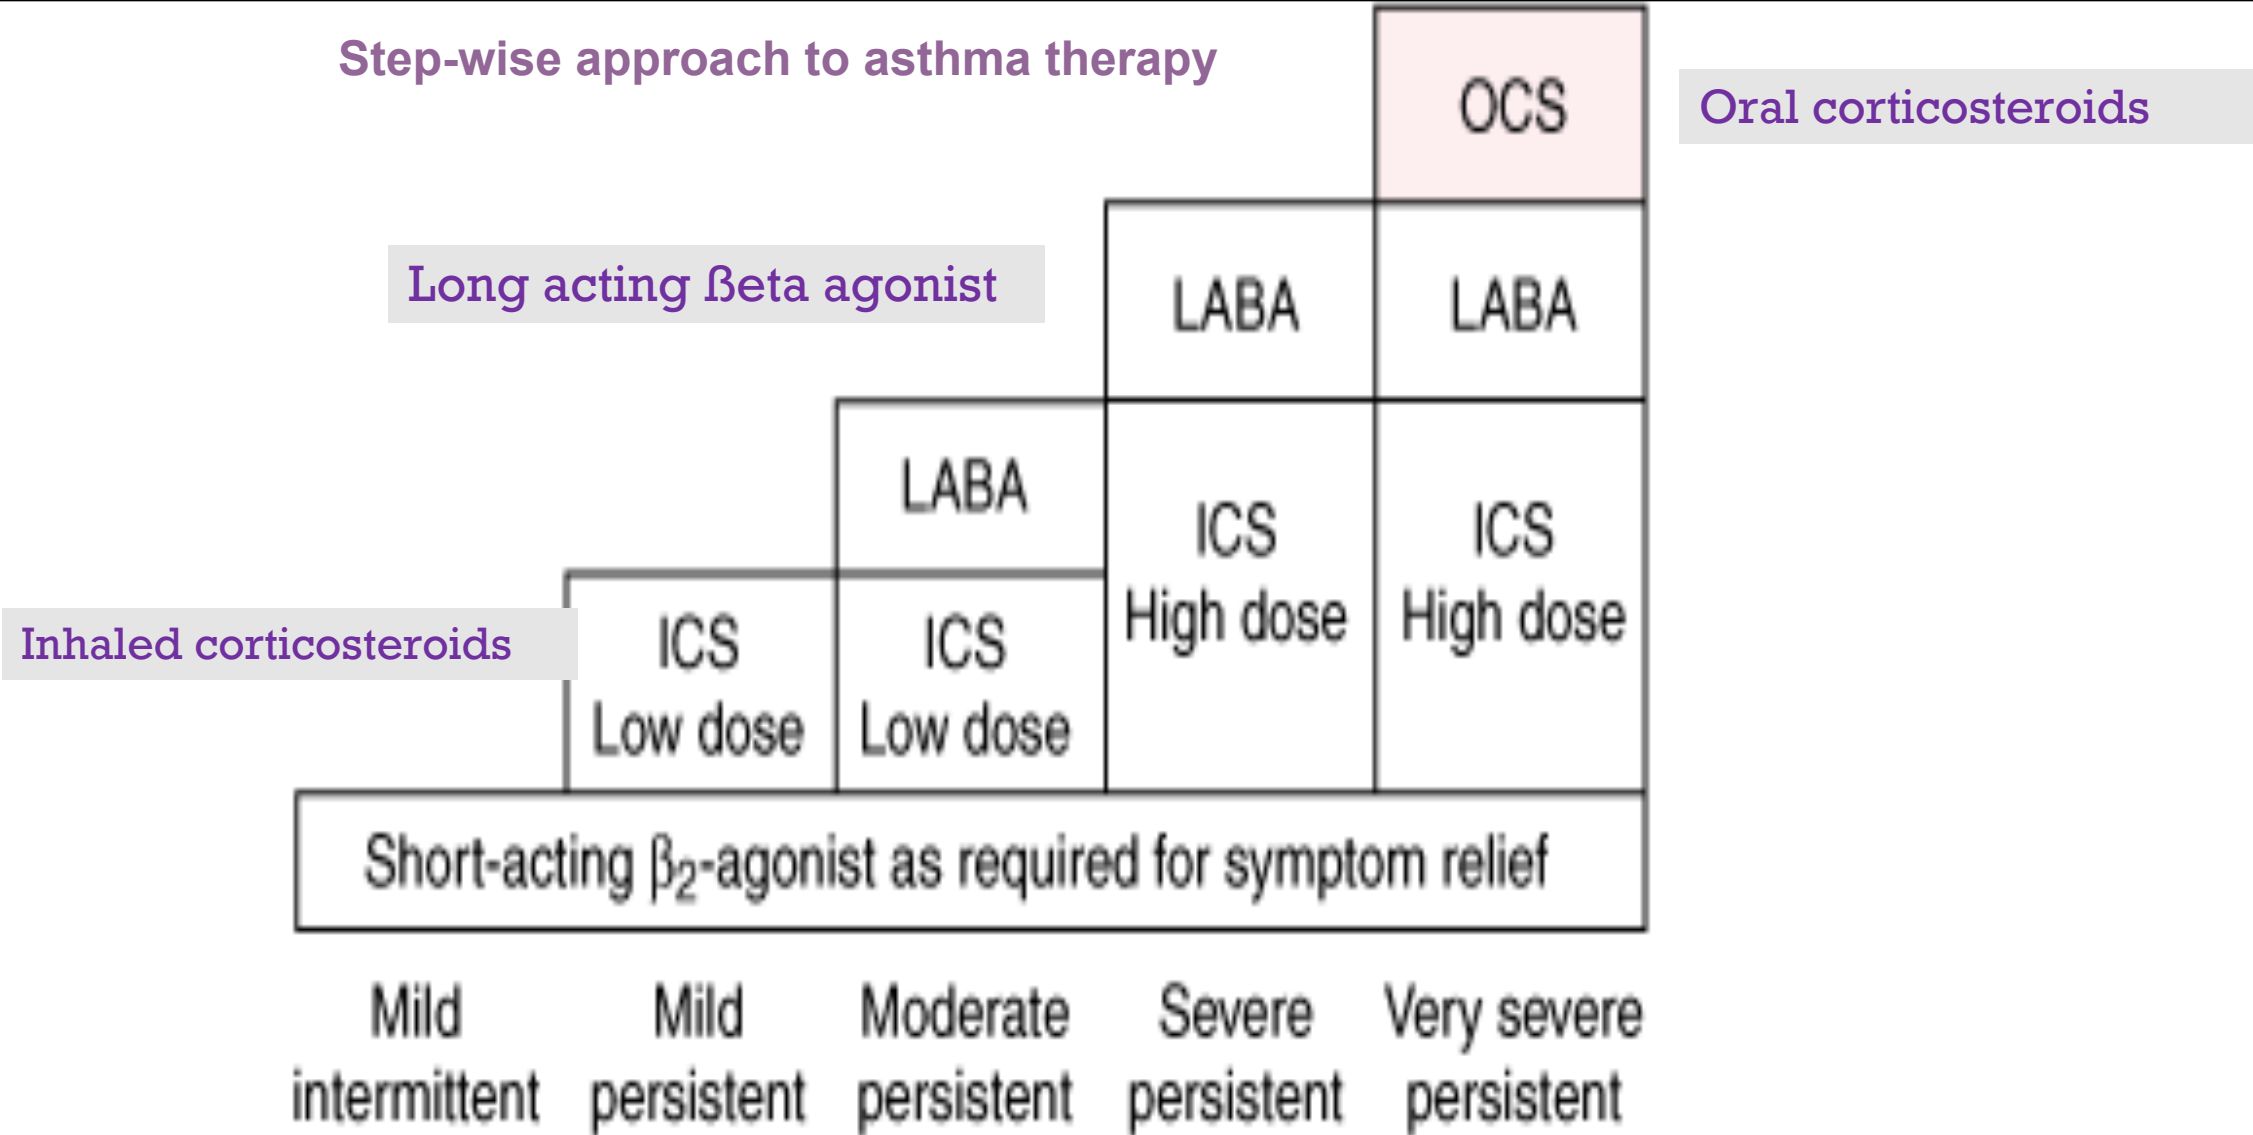 Step-wise approach to asthma therapy
OCS
Oral corticosteroids
Long acting ßeta agonist
LABA
LABA
LABA
ICS
High dose
ICS
High dose
Inhaled corticosteroids
ICS
Low dose
ICS
Low dose
Short-acting β₂-agonist as required for symptom relief
Mild
intermittent
Mild
persistent
Moderate
persistent
Severe
persistent
Very severe
persistent